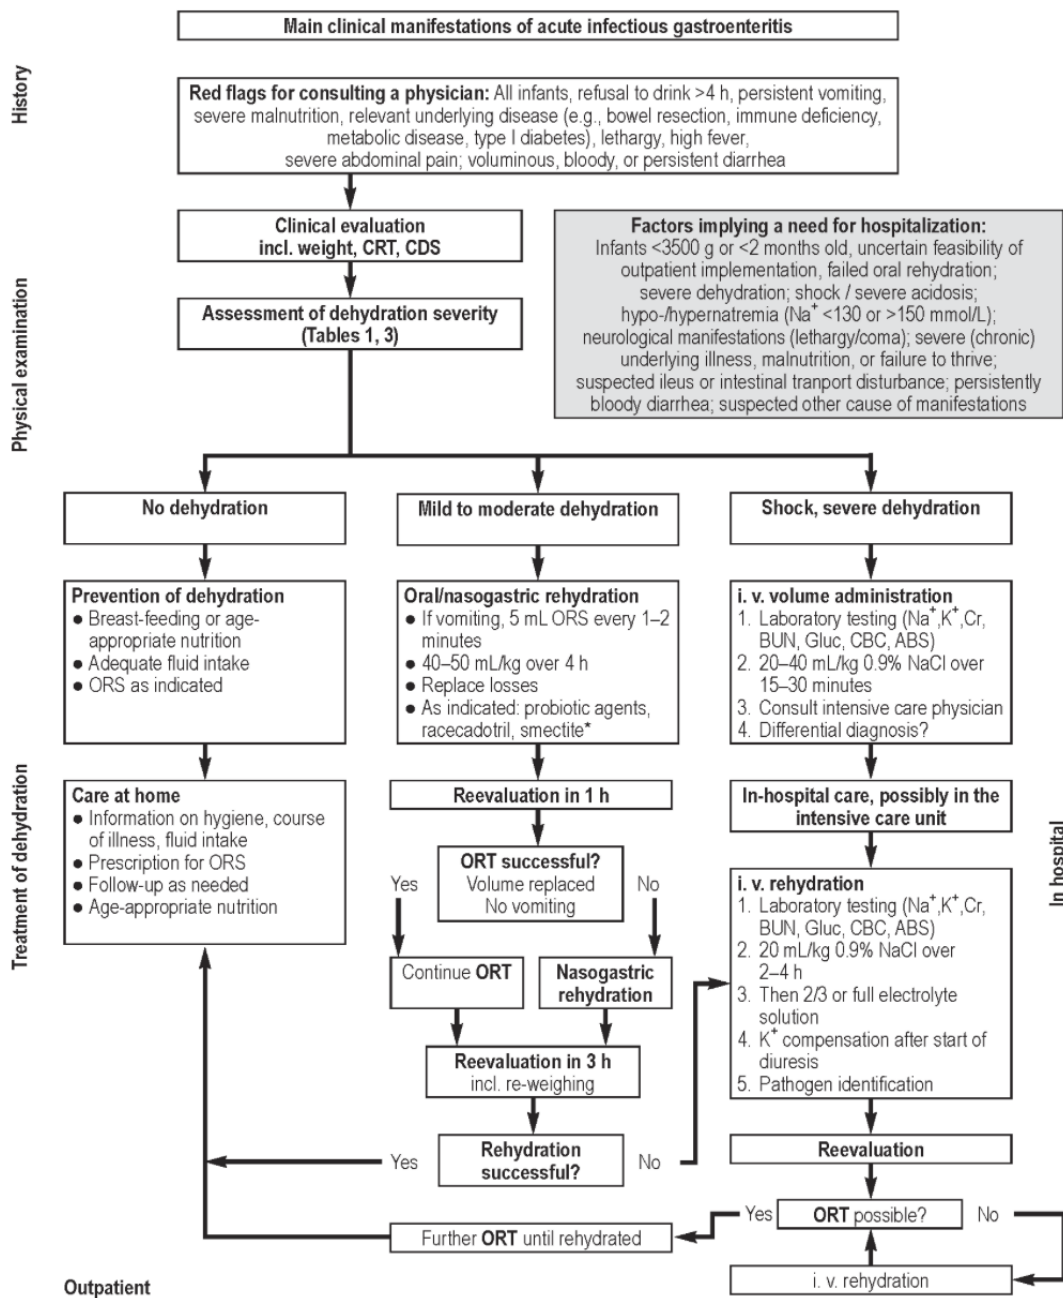 Main clinical manifestations of acute infectious gastroenteritis
History
Red flags for consulting a physician: All infants, refusal to drink >4 h, persistent vomiting,
severe malnutrition, relevant underlying disease (e.g., bowel resection, immune deficiency,
metabolic disease, type I diabetes), lethargy, high fever,
severe abdominal pain; voluminous, bloody, or persistent diarrhea
Physical examination
Clinical evaluation
incl. weight, CRT, CDS
Assessment of dehydration severity
(Tables 1, 3)
Factors implying a need for hospitalization:
Infants <3500 g or <2 months old, uncertain feasibility of
outpatient implementation, failed oral rehydration;
severe dehydration; shock / severe acidosis;
hypo-/hypernatremia (Na⁺ <130 or >150 mmol/L);
neurological manifestations (lethargy/coma); severe (chronic)
underlying illness, malnutrition, or failure to thrive;
suspected ileus or intestinal tranport disturbance; persistently
bloody diarrhea; suspected other cause of manifestations
Treatment of dehydration
No dehydration
Prevention of dehydration
● Breast-feeding or age-
appropriate nutrition
● Adequate fluid intake
● ORS as indicated
Care at home
● Information on hygiene, course
of illness, fluid intake
● Prescription for ORS
● Follow-up as needed
● Age-appropriate nutrition
Mild to moderate dehydration
Oral/nasogastric rehydration
● If vomiting, 5 mL ORS every 1–2
minutes
● 40–50 mL/kg over 4 h
● Replace losses
● As indicated: probiotic agents,
racecadotril, smectite*
Reevaluation in 1 h
ORT successful?
Volume replaced
No vomiting
Yes
No
Continue ORT
Nasogastric
rehydration
Reevaluation in 3 h
incl. re-weighing
Rehydration
successful?
Yes
No
Shock, severe dehydration
i. v. volume administration
1. Laboratory testing (Na⁺,K⁺,Cr,
BUN, Gluc, CBC, ABS)
2. 20–40 mL/kg 0.9% NaCl over
15–30 minutes
3. Consult intensive care physician
4. Differential diagnosis?
In-hospital care, possibly in the
intensive care unit
In hospital
i. v. rehydration
1. Laboratory testing (Na⁺,K⁺,Cr,
BUN, Gluc, CBC, ABS)
2. 20 mL/kg 0.9% NaCl over
2–4 h
3. Then 2/3 or full electrolyte
solution
4. K⁺ compensation after start of
diuresis
5. Pathogen identification
Reevaluation
ORT possible?
Yes
No
Further ORT until rehydrated
i. v. rehydration
Outpatient